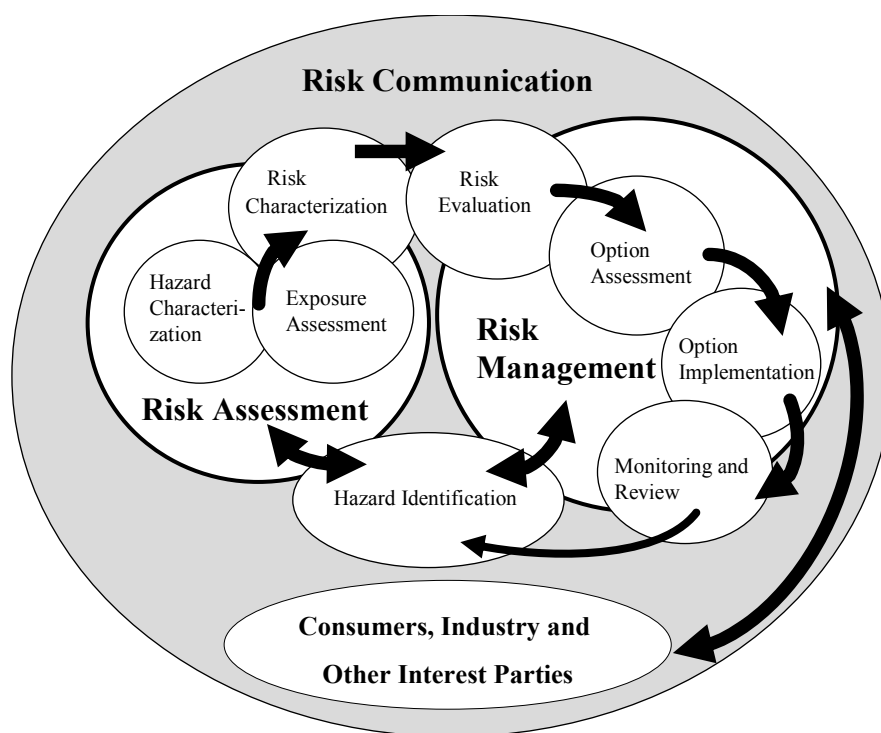 Risk Communication
Risk
Characterization
Risk
Evaluation
Option
Assessment
Hazard
Characteri-
zation
Exposure
Assessment
Risk
Management
Option
Implementation
Risk Assessment
Monitoring and
Review
Hazard Identification
Consumers, Industry and
Other Interest Parties